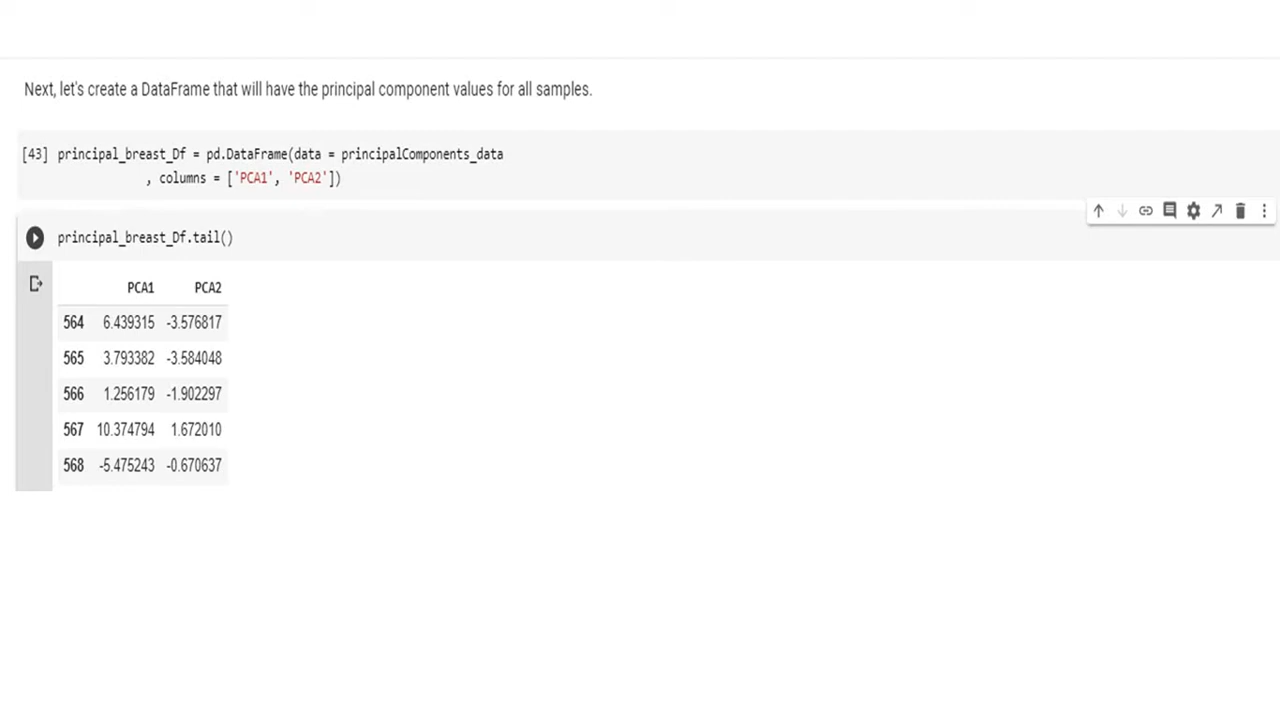 Next, let's create a DataFrame that will have the principal component values for all samples.
[43] principal_breast_Df = pd.DataFrame(data = principalComponents_data
, columns = ['PCA1', 'PCA2'])
principal_breast_Df.tail()
PCA1 PCA2
564 6.439315 -3.576817
565 3.793382 -3.584048
566 1.256179 -1.902297
567 10.374794 1.672010
568 -5.475243 -0.670637